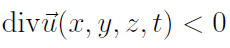 div$\vec{u}(x, y, z, t) < 0$